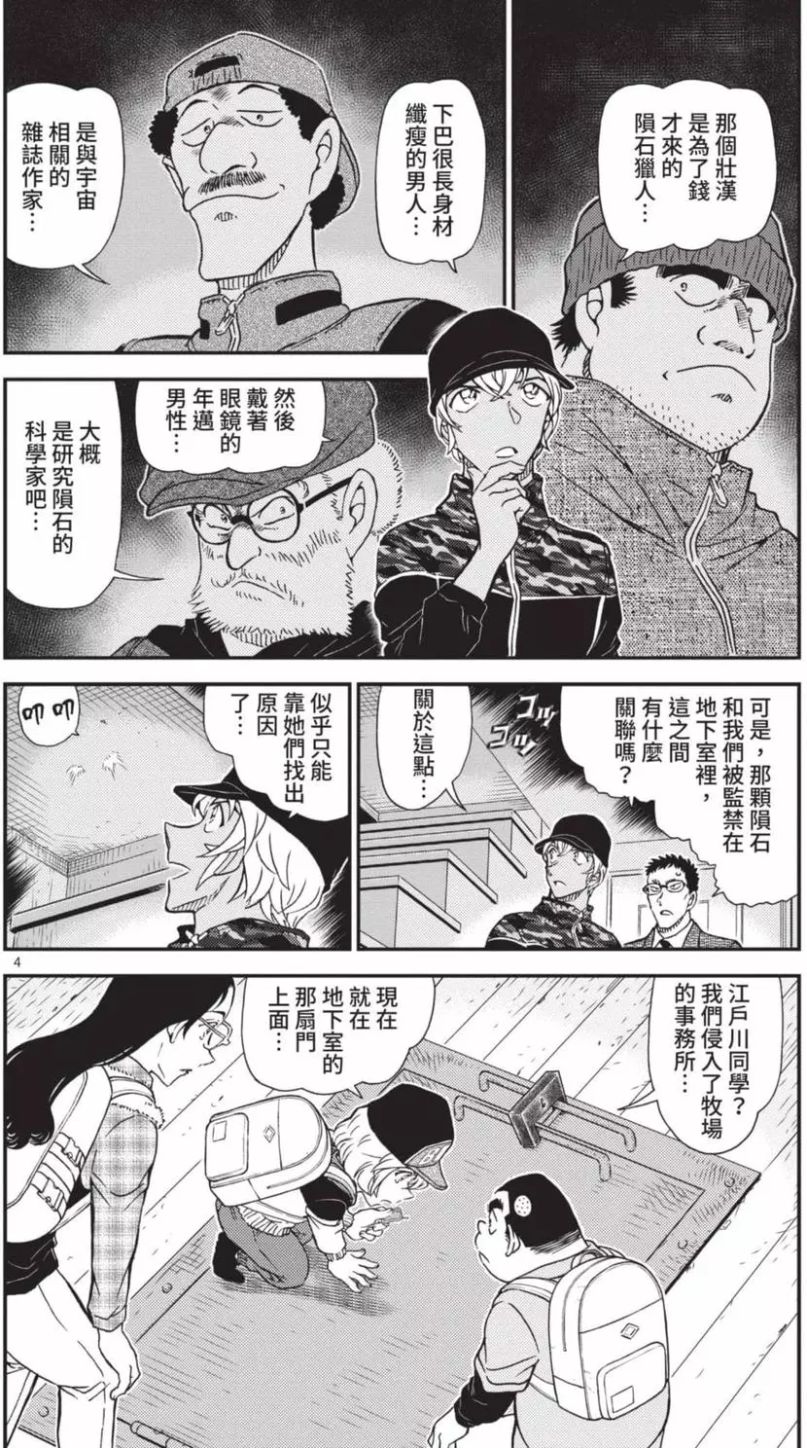 那個壯漢
是為了錢
才來的
隕石獵人…
下巴很長身材
纖瘦的男人…
是與宇宙
相關的
雜誌作家…
然後
戴著
眼鏡的
年邁
男性…
大概
是研究隕石的
科學家吧…
可是，那顆隕石
和我們被監禁在
地下室裡，
這之間
有什麼
關聯嗎？
コッ
コッ
關於這點…
似乎只能
靠她們找出
原因
了…
叩 叩
4
江戶川同學？
我們侵入了牧場
的事務所…
現在
就在
地下室的
那扇門
上面…